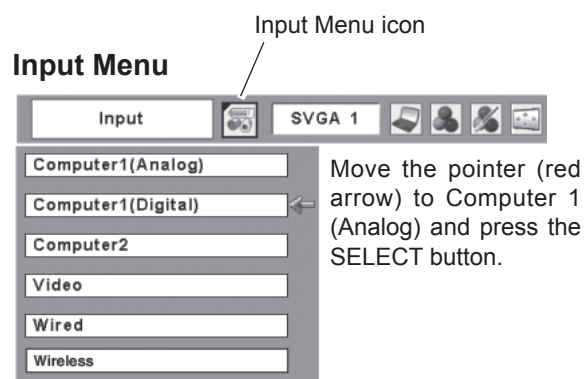 Input Menu icon
Input Menu
Input
SVGA 1
Computer1(Analog)
Computer1(Digital)
Computer2
Video
Wired
Wireless
Move the pointer (red
arrow) to Computer 1
(Analog) and press the
SELECT button.